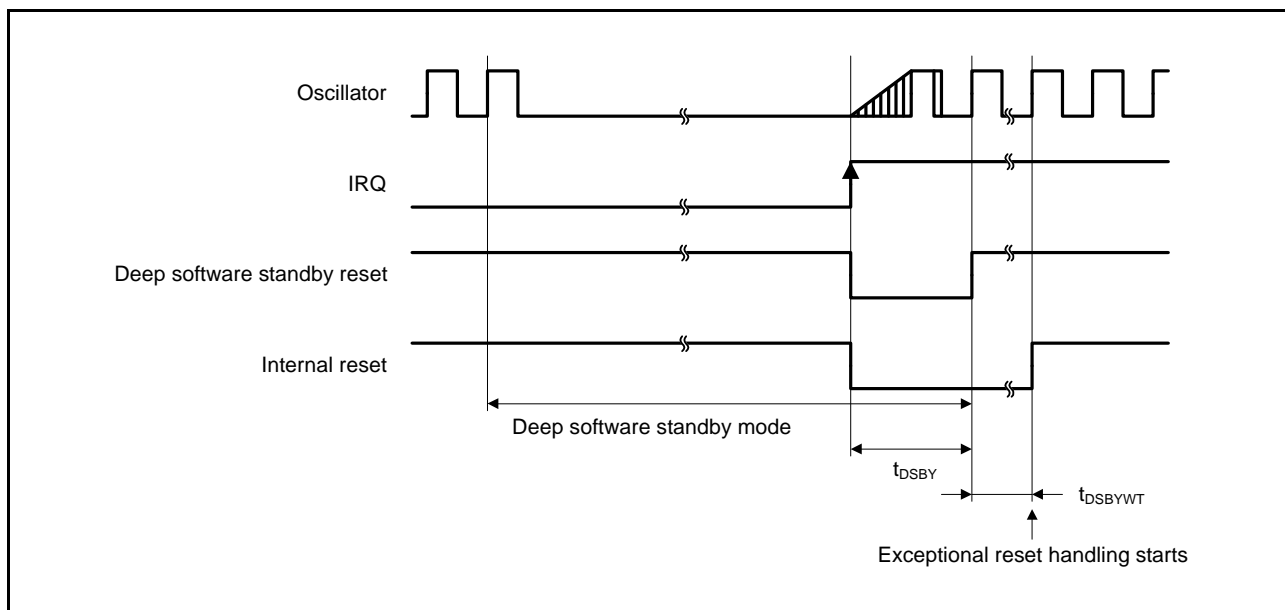 Oscillator
IRQ
Deep software standby reset
Internal reset
Deep software standby mode
tDSBY
tDSBYWT
Exceptional reset handling starts